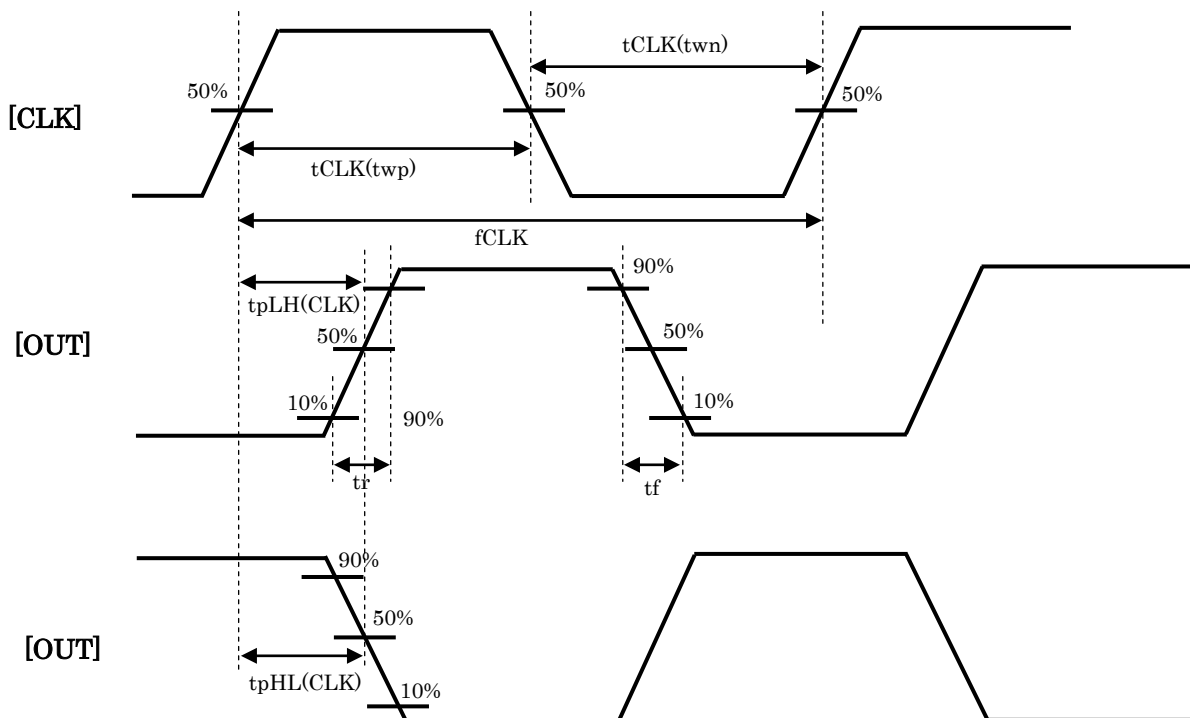 tCLK(twn)
50%
50%
50%
[CLK]
tCLK(twp)
fCLK
90%
tpLH(CLK)
50%
50%
[OUT]
10%
10%
90%
tr
tf
90%
50%
[OUT]
tpHL(CLK)
10%